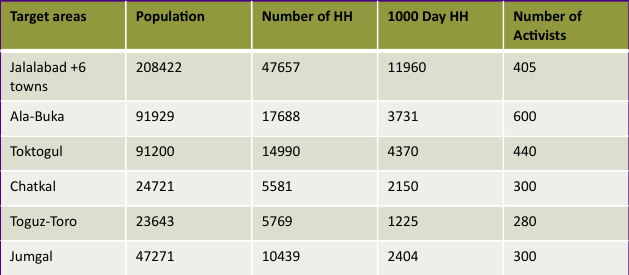 Target areas Population Number of HH 1000 Day HH Number of
Activists
Jalalabad +6 208422 47657 11960 405
towns
Ala-Buka 91929 17688 3731 600
Toktogul 91200 14990 4370 440
Chatkal 24721 5581 2150 300
Toguz-Toro 23643 5769 1225 280
Jumgal 47271 10439 2404 300